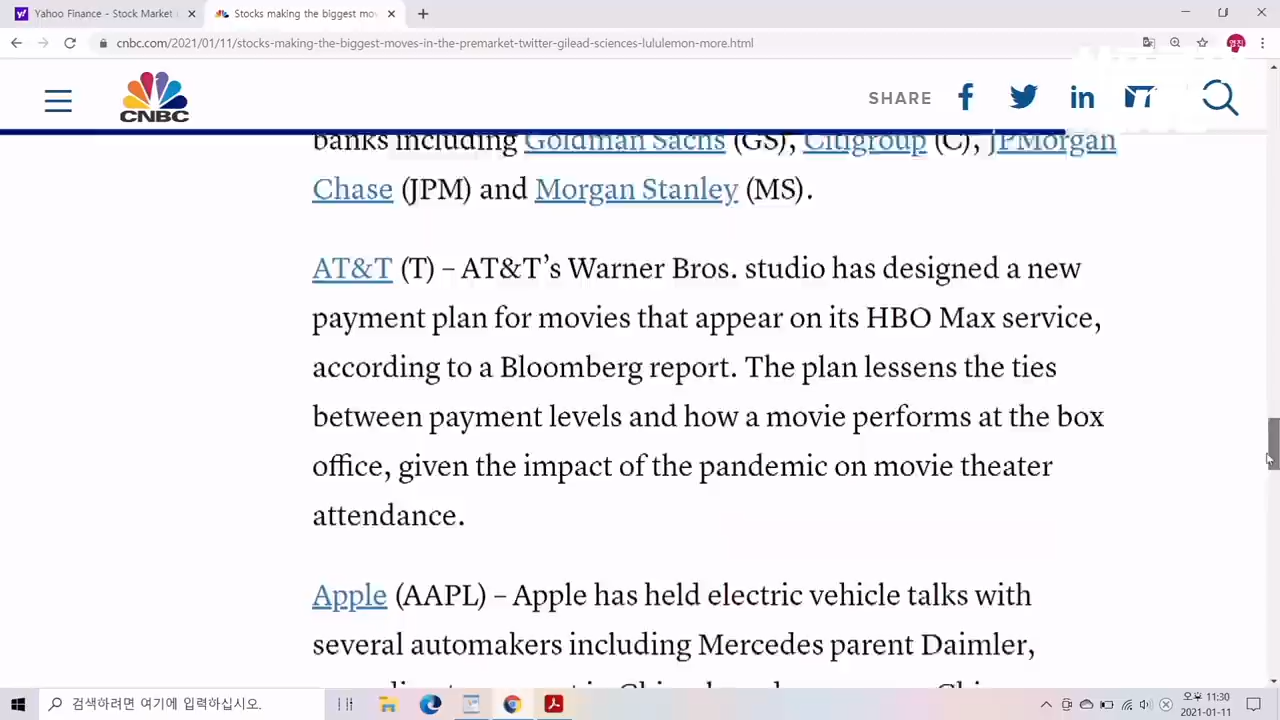 Yahoo Finance - Stock Market
Stocks making the biggest mov
cnbc.com/2021/01/11/stocks-making-the-biggest-moves-in-the-premarket-twitter-gilead-sciences-lululemon-more.html
영진
CNBC
SHARE
banks including Goldman Sachs (GS), Citigroup (C), JPMorgan
Chase (JPM) and Morgan Stanley (MS).
AT&T (T) – AT&T’s Warner Bros. studio has designed a new
payment plan for movies that appear on its HBO Max service,
according to a Bloomberg report. The plan lessens the ties
between payment levels and how a movie performs at the box
office, given the impact of the pandemic on movie theater
attendance.
Apple (AAPL) – Apple has held electric vehicle talks with
several automakers including Mercedes parent Daimler,
검색하려면 여기에 입력하십시오.
오후 11:30
2021-01-11